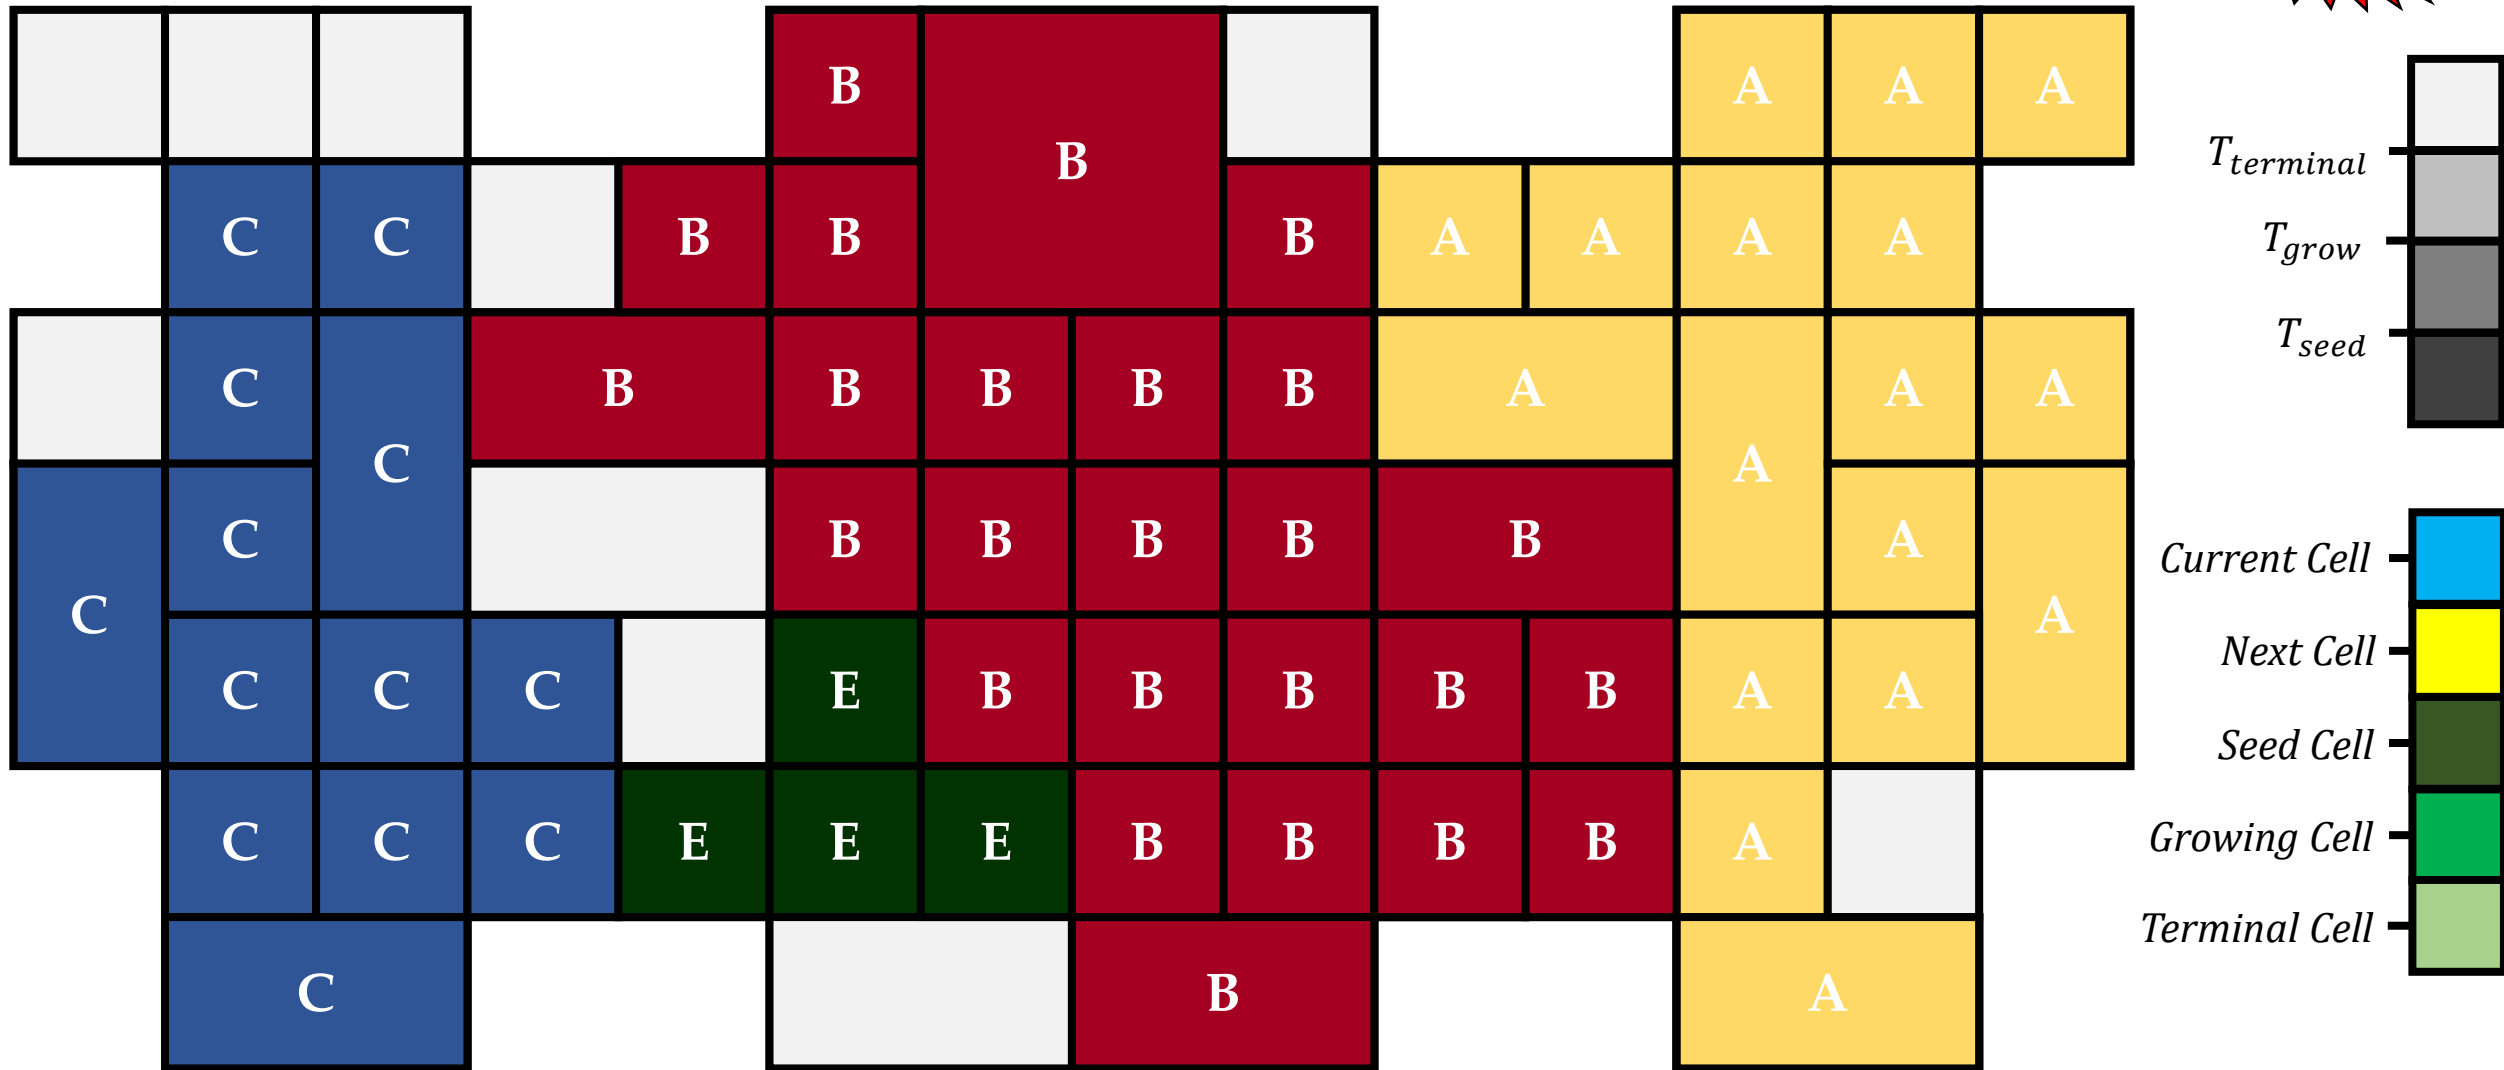 B A A A
B
C C B B B A A A A
C B B B B B A A A
C A
C B B B B B A
C A
C C C E B B B B B A A
C C C E E E B B B B A
C B A
T_terminal
T_grow
T_seed
Current Cell
Next Cell
Seed Cell
Growing Cell
Terminal Cell